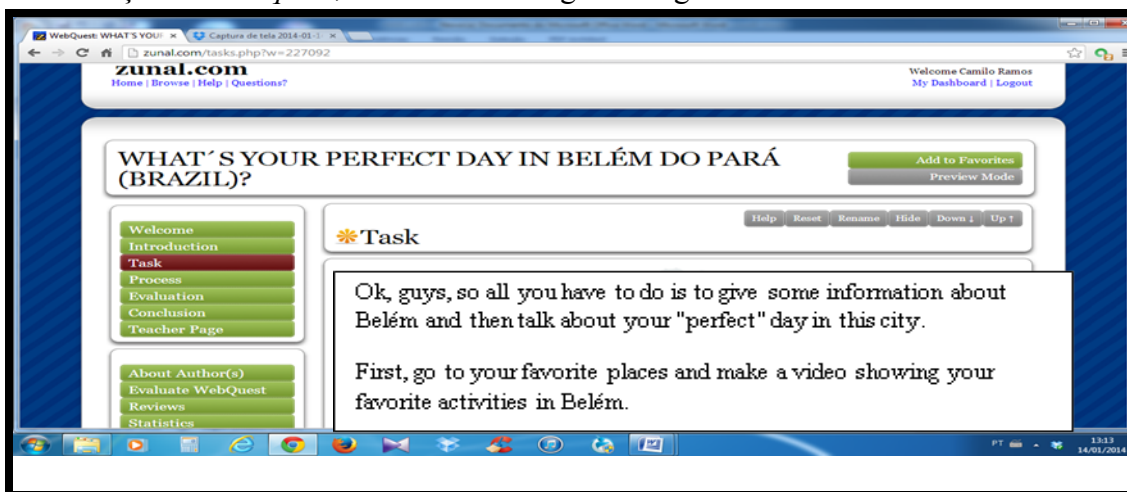 WebQuest: WHAT'S YOU
Captura de tela 2014-01-1
zunal.com/tasks.php?w=227092
zunal.com
Home | Browse | Help | Questions?
Welcome Camilo Ramos
My Dashboard | Logout
WHAT´S YOUR PERFECT DAY IN BELÉM DO PARÁ
(BRAZIL)?
Add to Favorites
Preview Mode
Welcome
Introduction
Task
Process
Evaluation
Conclusion
Teacher Page
About Author(s)
Evaluate WebQuest
Reviews
Statistics
Help Reset Rename Hide Down ↓ Up ↑
Task
Ok, guys, so all you have to do is to give some information about
Belém and then talk about your "perfect" day in this city.
First, go to your favorite places and make a video showing your
favorite activities in Belém.
PT
13:13
14/01/2014